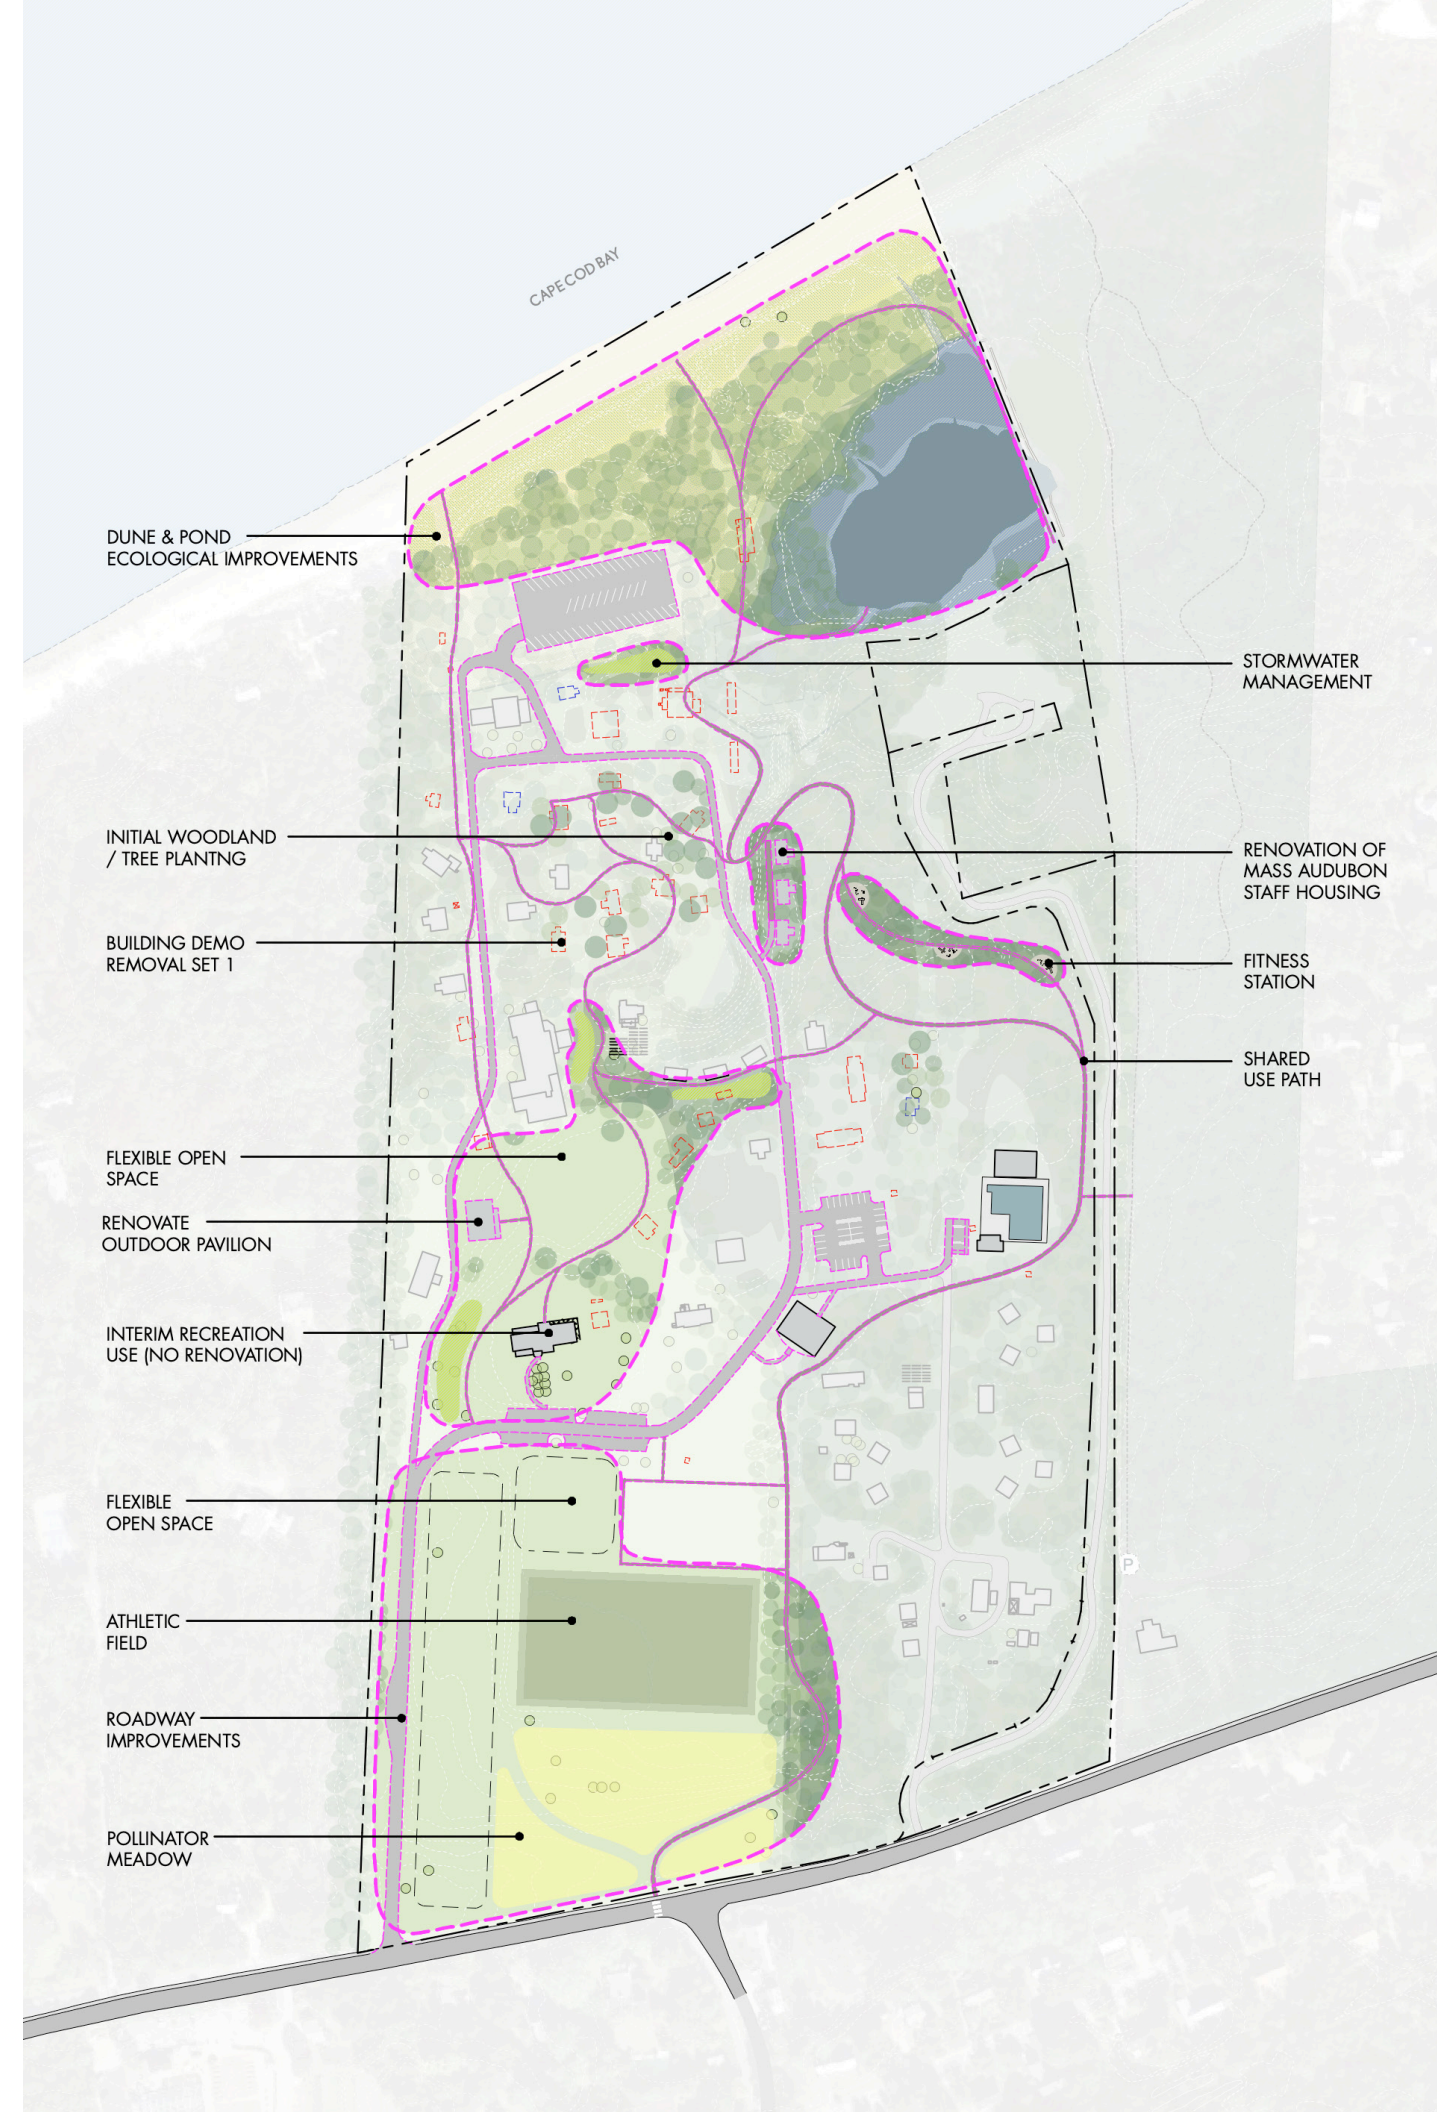 CAPE COD BAY
DUNE & POND
ECOLOGICAL IMPROVEMENTS
STORMWATER
MANAGEMENT
INITIAL WOODLAND
/ TREE PLANTNG
RENOVATION OF
MASS AUDUBON
STAFF HOUSING
BUILDING DEMO
REMOVAL SET 1
FITNESS
STATION
SHARED
USE PATH
FLEXIBLE OPEN
SPACE
RENOVATE
OUTDOOR PAVILION
INTERIM RECREATION
USE (NO RENOVATION)
FLEXIBLE
OPEN SPACE
P
ATHLETIC
FIELD
ROADWAY
IMPROVEMENTS
POLLINATOR
MEADOW